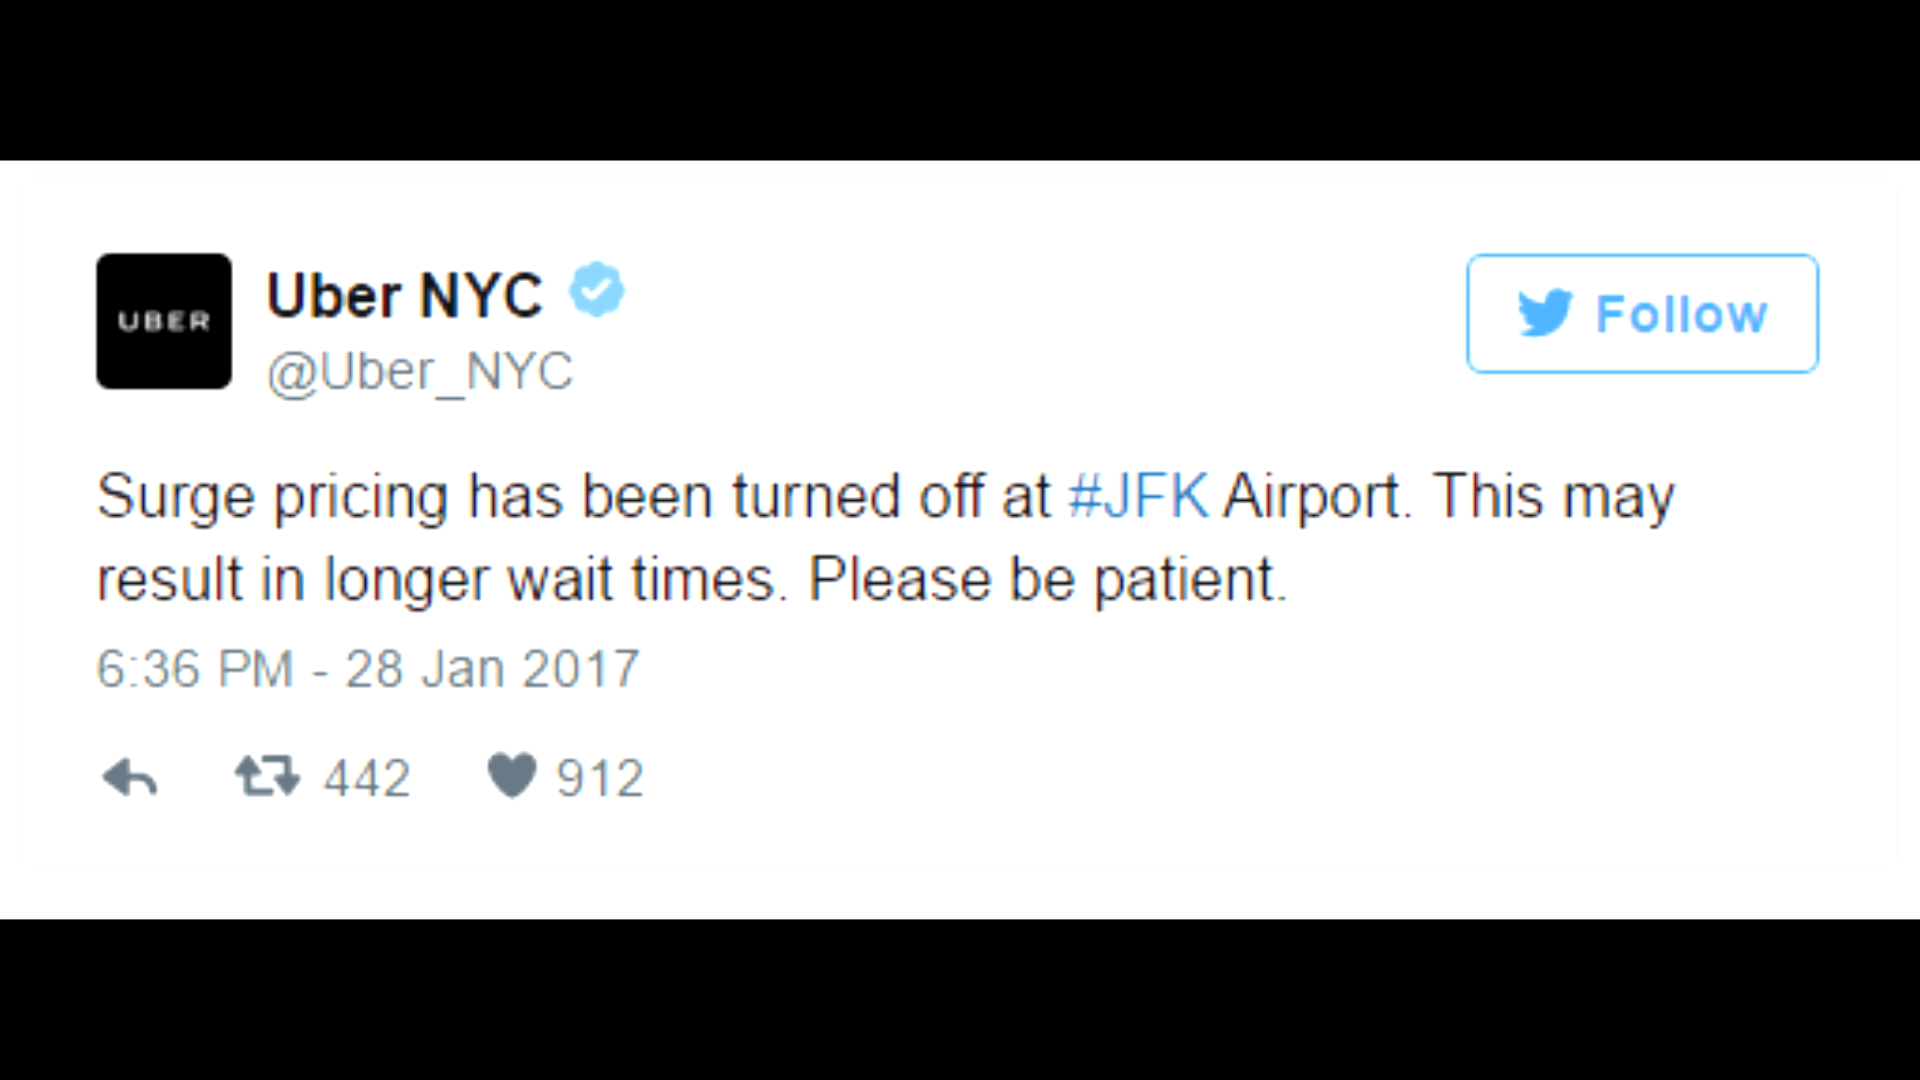 UBER
Uber NYC
@Uber_NYC
Follow
Surge pricing has been turned off at #JFK Airport. This may
result in longer wait times. Please be patient.
6:36 PM - 28 Jan 2017
442 912